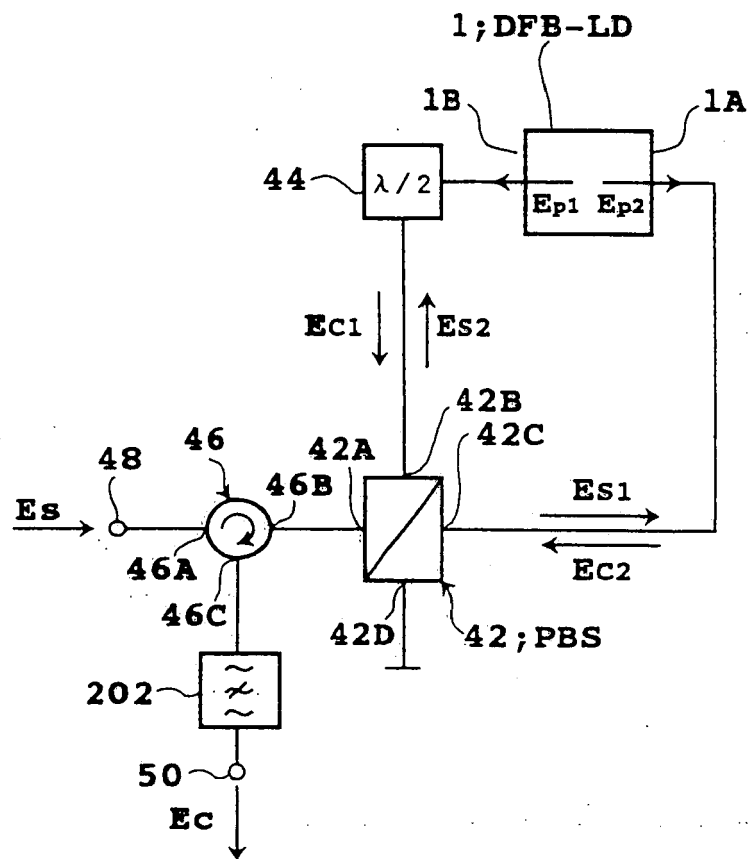 1;DFB-LD
1B
1A
44
λ/2
Ep1 Ep2
Ec1
Es2
42B
46
42A
42C
48
46B
Es1
Es
46A
Ec2
46C
42D
42;PBS
202
50
Ec